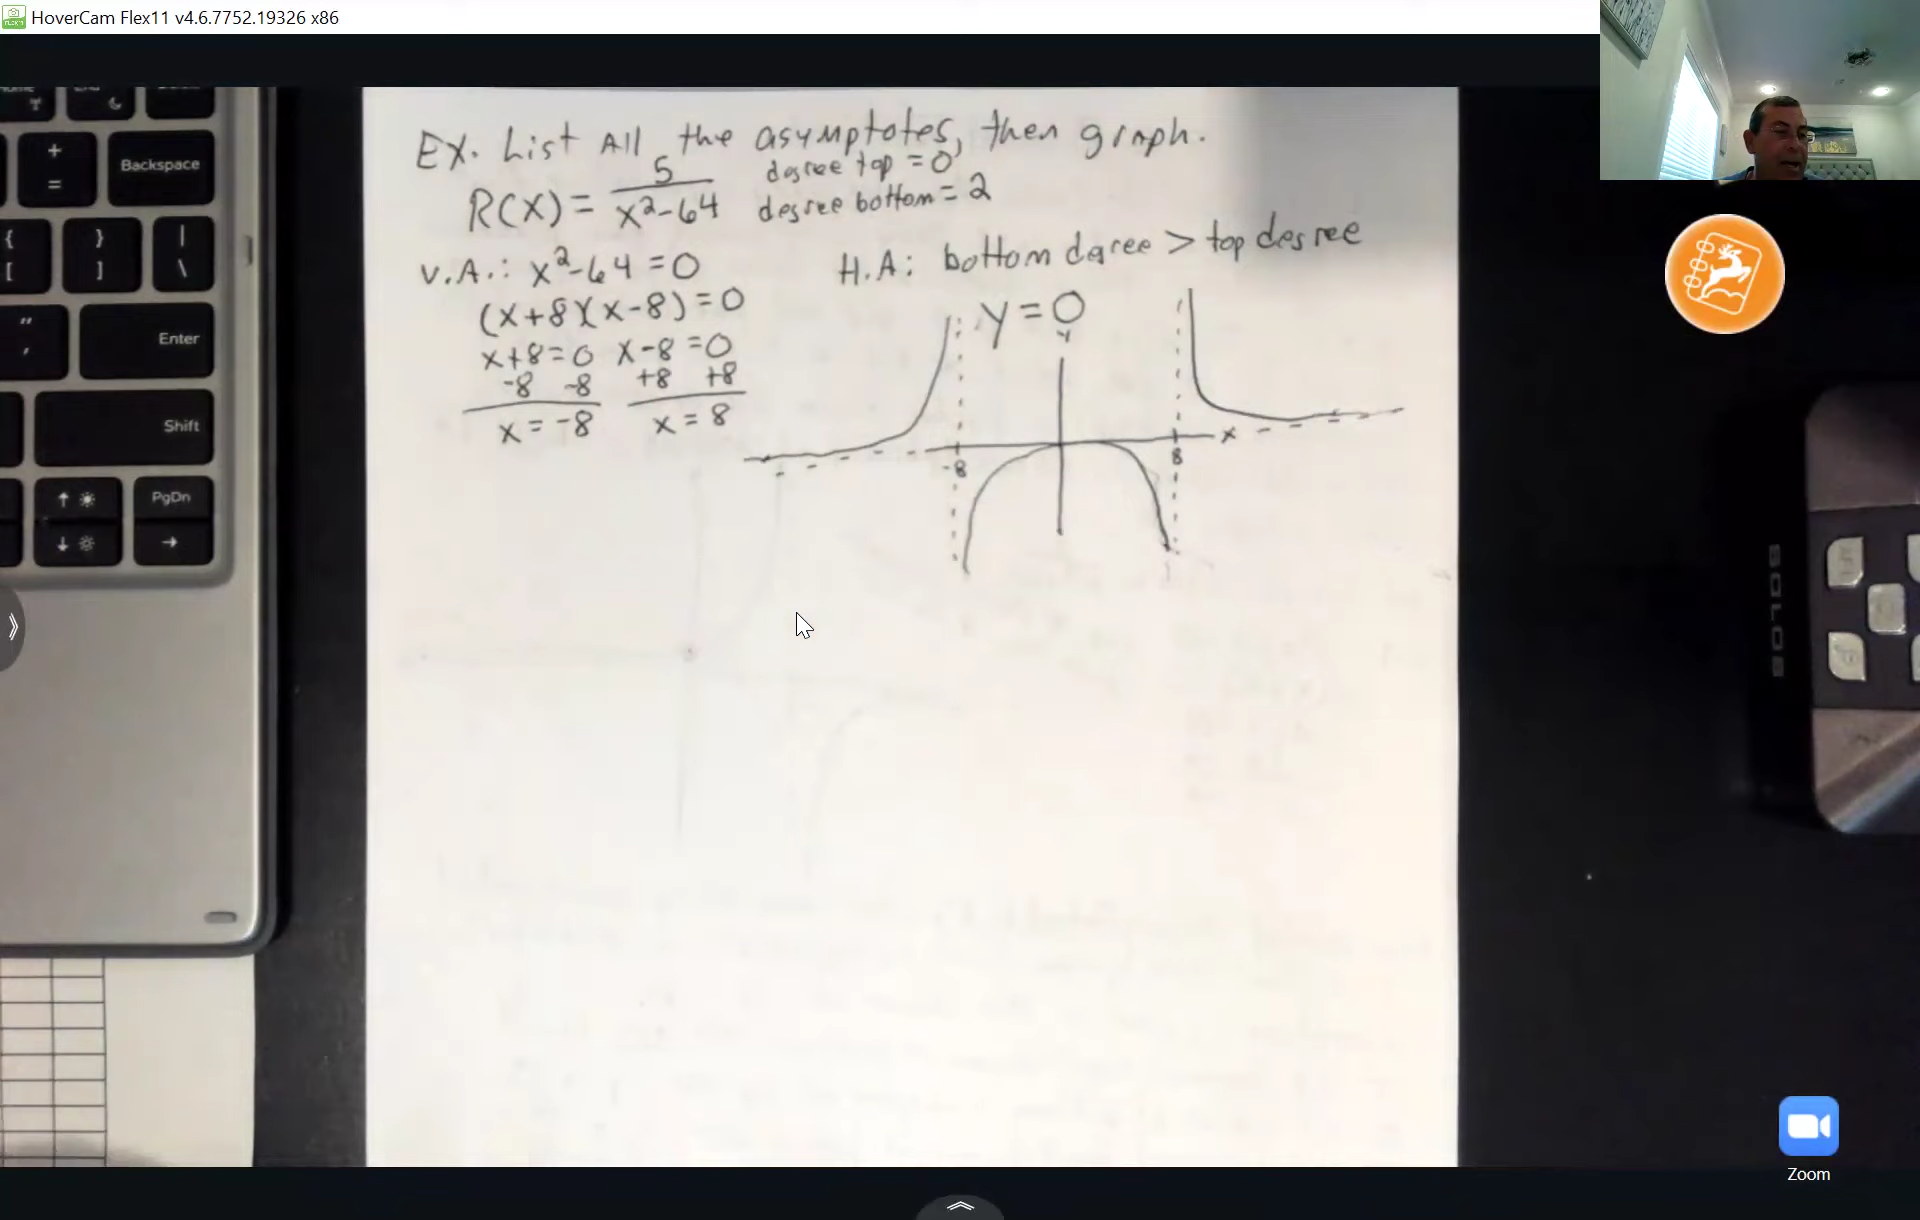 HoverCam Flex11 v4.6.7752.19326 x86
EX. List All the asymptotes, then graph.
R(X) = 5 / x²-64
degree top = 0
degree bottom = 2
V.A.: x²-64 = 0
(x+8)(x-8) = 0
x+8=0 x-8=0
-8 -8 +8 +8
x = -8 x = 8
H.A: bottom dgree > top degree
y = 0
Y
X
-8
8
+
=
Backspace
{
[
}
]
|
\
"
,
Enter
Shift
PgDn
SOLO8
Zoom